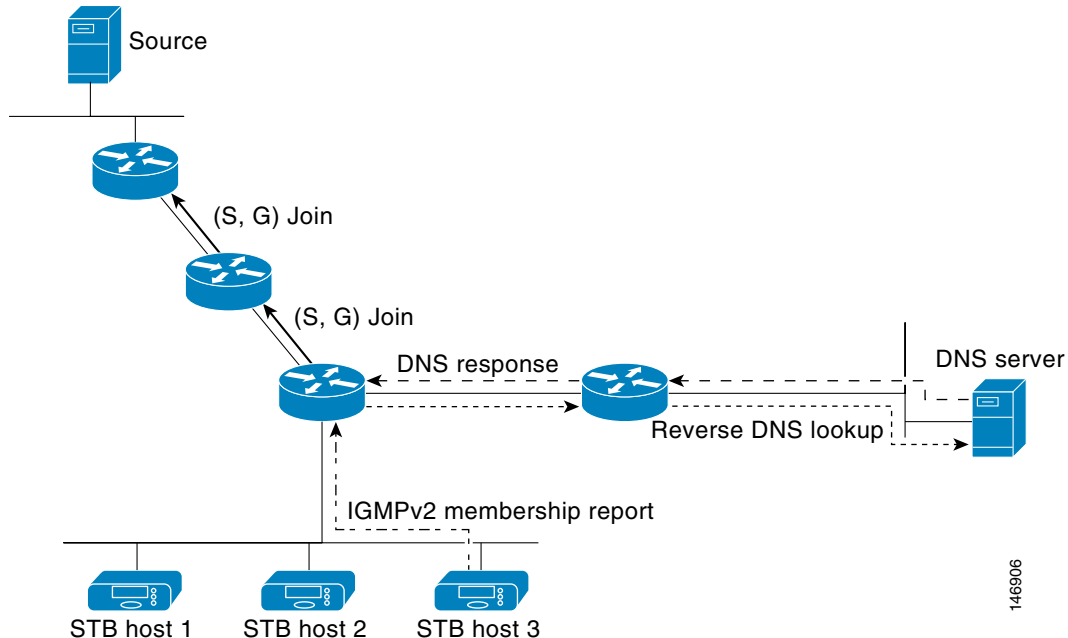 Source
(S, G) Join
(S, G) Join
DNS response
DNS server
Reverse DNS lookup
IGMPv2 membership report
STB host 1
STB host 2
STB host 3
146906